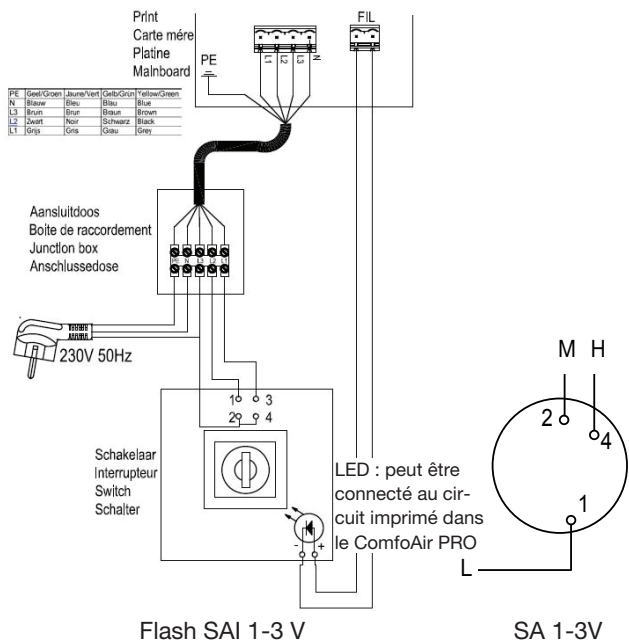 Print
Carte mére
Platine
Mainboard
PE
L1
L2
L3
N
FIL
PE Geel/Groen Jaune/Vert Gelb/Grün Yellow/Green
N Blauw Bleu Blau Blue
L3 Bruin Brun Braun Brown
L2 Zwart Noir Schwarz Black
L1 Grijs Gris Grau Grey
Aansluitdoos
Boite de raccordement
Junction box
Anschlussedose
PE N L3 L2 L1
230V 50Hz
1 3
2 4
Schakelaar
Interrupteur
Switch
Schalter
LED : peut être
connecté au cir-
cuit imprimé dans
le ComfoAir PRO
- +
M H
2
4
1
L
Flash SAI 1-3 V
SA 1-3V